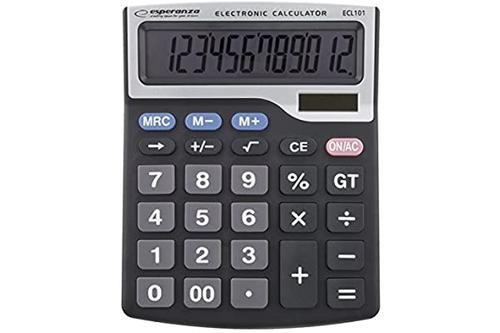 esperanza ELECTRONIC CALCULATOR ECL101
123456789012.
MRC M− M+
→ +/− √ CE ON/AC
7 8 9 % GT
4 5 6 × ÷
1 2 3 + −
0 00 · =